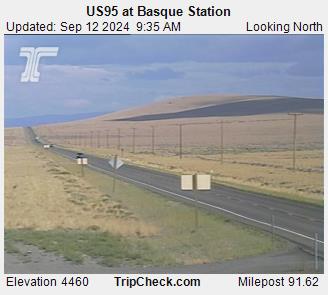 US95 at Basque Station
Updated: Sep 12 2024 9:35 AM Looking North
Elevation 4460 TripCheck.com Milepost 91.62